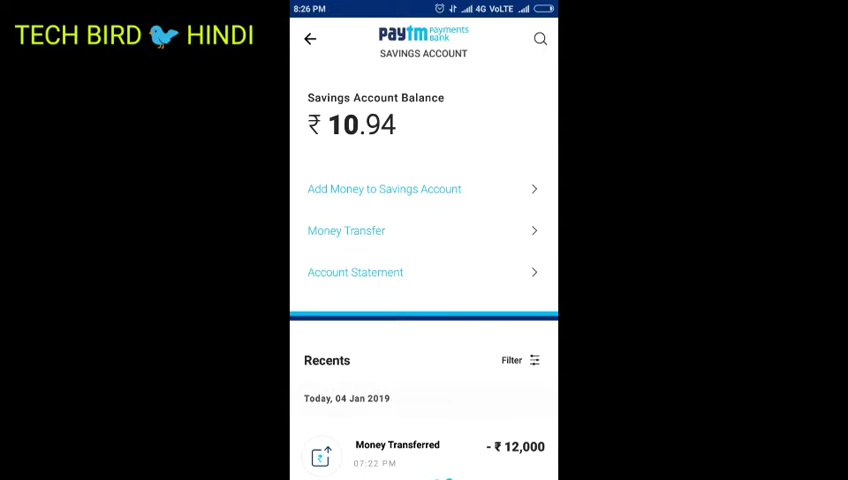 8:26 PM 4G VoLTE
TECH BIRD HINDI
paytm payments bank
SAVINGS ACCOUNT
Savings Account Balance
₹ 10.94
Add Money to Savings Account
Money Transfer
Account Statement
Recents Filter
Today, 04 Jan 2019
Money Transferred - ₹ 12,000
07:22 PM